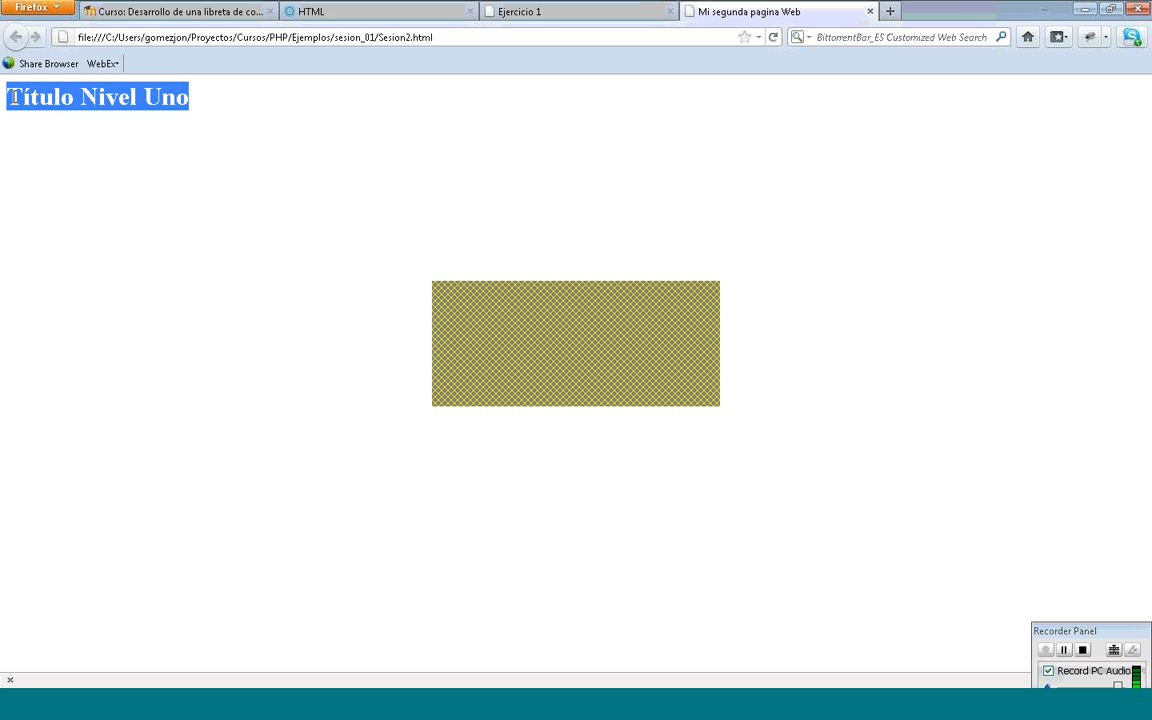 Firefox
Curso: Desarrollo de una libreta de co...
HTML
Ejercicio 1
Mi segunda pagina Web
file:///C:/Users/gomezjon/Proyectos/Cursos/PHP/Ejemplos/sesion_01/Sesion2.html
BittorrentBar_ES Customized Web Search
Share Browser
WebEx
Título Nivel Uno
Recorder Panel
Record PC Audio